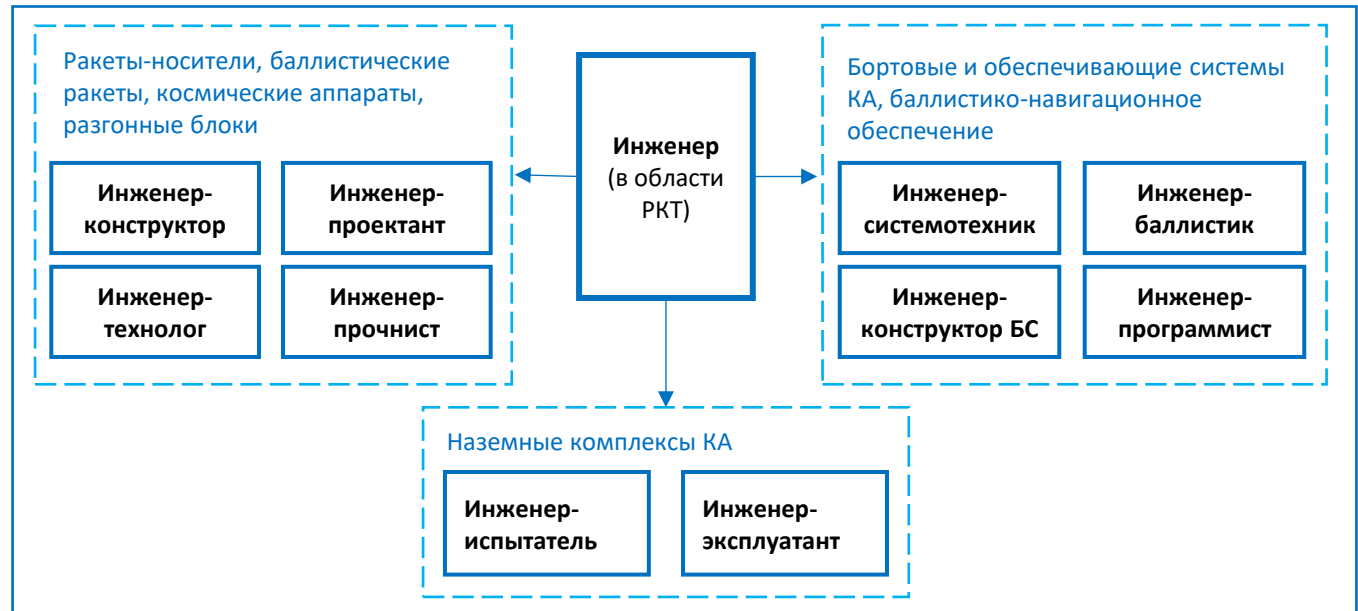 Ракеты-носители, баллистические
ракеты, космические аппараты,
разгонные блоки
Инженер-
конструктор
Инженер-
проектант
Инженер-
технолог
Инженер-
прочнист
Инженер
(в области
РКТ)
Бортовые и обеспечивающие системы
КА, баллистико-навигационное
обеспечение
Инженер-
системотехник
Инженер-
баллистик
Инженер-
конструктор БС
Инженер-
программист
Наземные комплексы КА
Инженер-
испытатель
Инженер-
эксплуатант